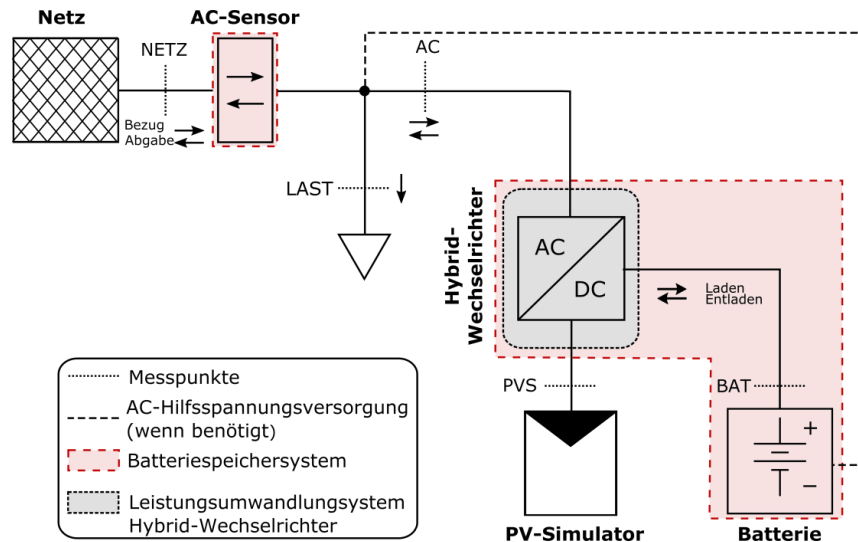 Netz
AC-Sensor
NETZ
AC
Bezug
Abgabe
LAST
Hybrid-
Wechselrichter
AC
DC
Laden
Entladen
PVS
BAT
+
−
PV-Simulator
Batterie
Messpunkte
AC-Hilfsspannungsversorgung
(wenn benötigt)
Batteriespeichersystem
Leistungsumwandlungsystem
Hybrid-Wechselrichter